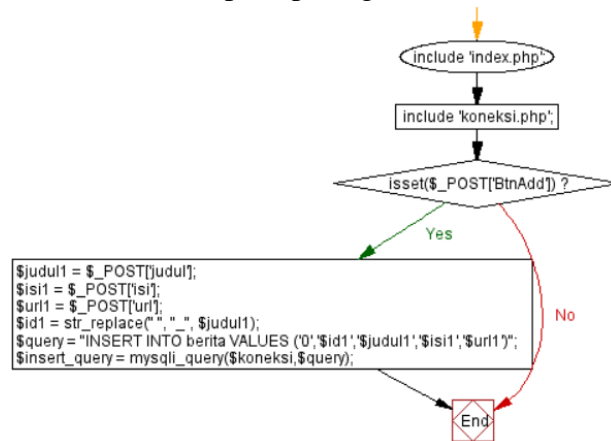 include 'index.php';
include 'koneksi.php';
isset($_POST['BtnAdd']) ?
Yes
$judul1 = $_POST['judul'];
$isi1 = $_POST['isi'];
$url1 = $_POST['url'];
$id1 = str_replace(" ", "_", $judul1);
$query = "INSERT INTO berita VALUES ('0','$id1','$judul1','$isi1','$url1')";
$insert_query = mysqli_query($koneksi,$query);
No
End